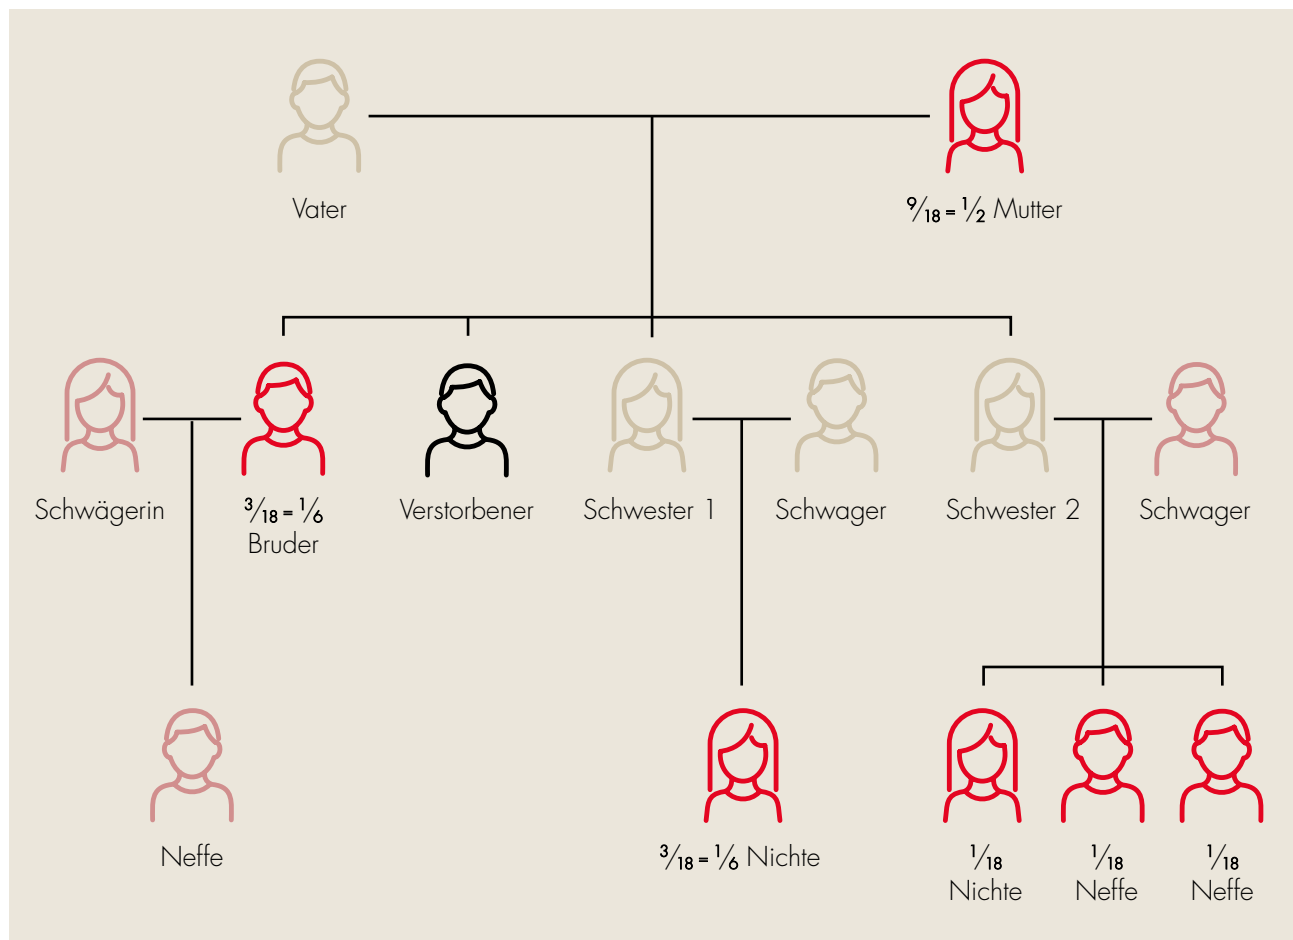 Vater
9/18 = 1/2 Mutter
Schwägerin
3/18 = 1/6
Bruder
Verstorbener
Schwester 1
Schwager
Schwester 2
Schwager
Neffe
3/18 = 1/6 Nichte
1/18
Nichte
1/18
Neffe
1/18
Neffe